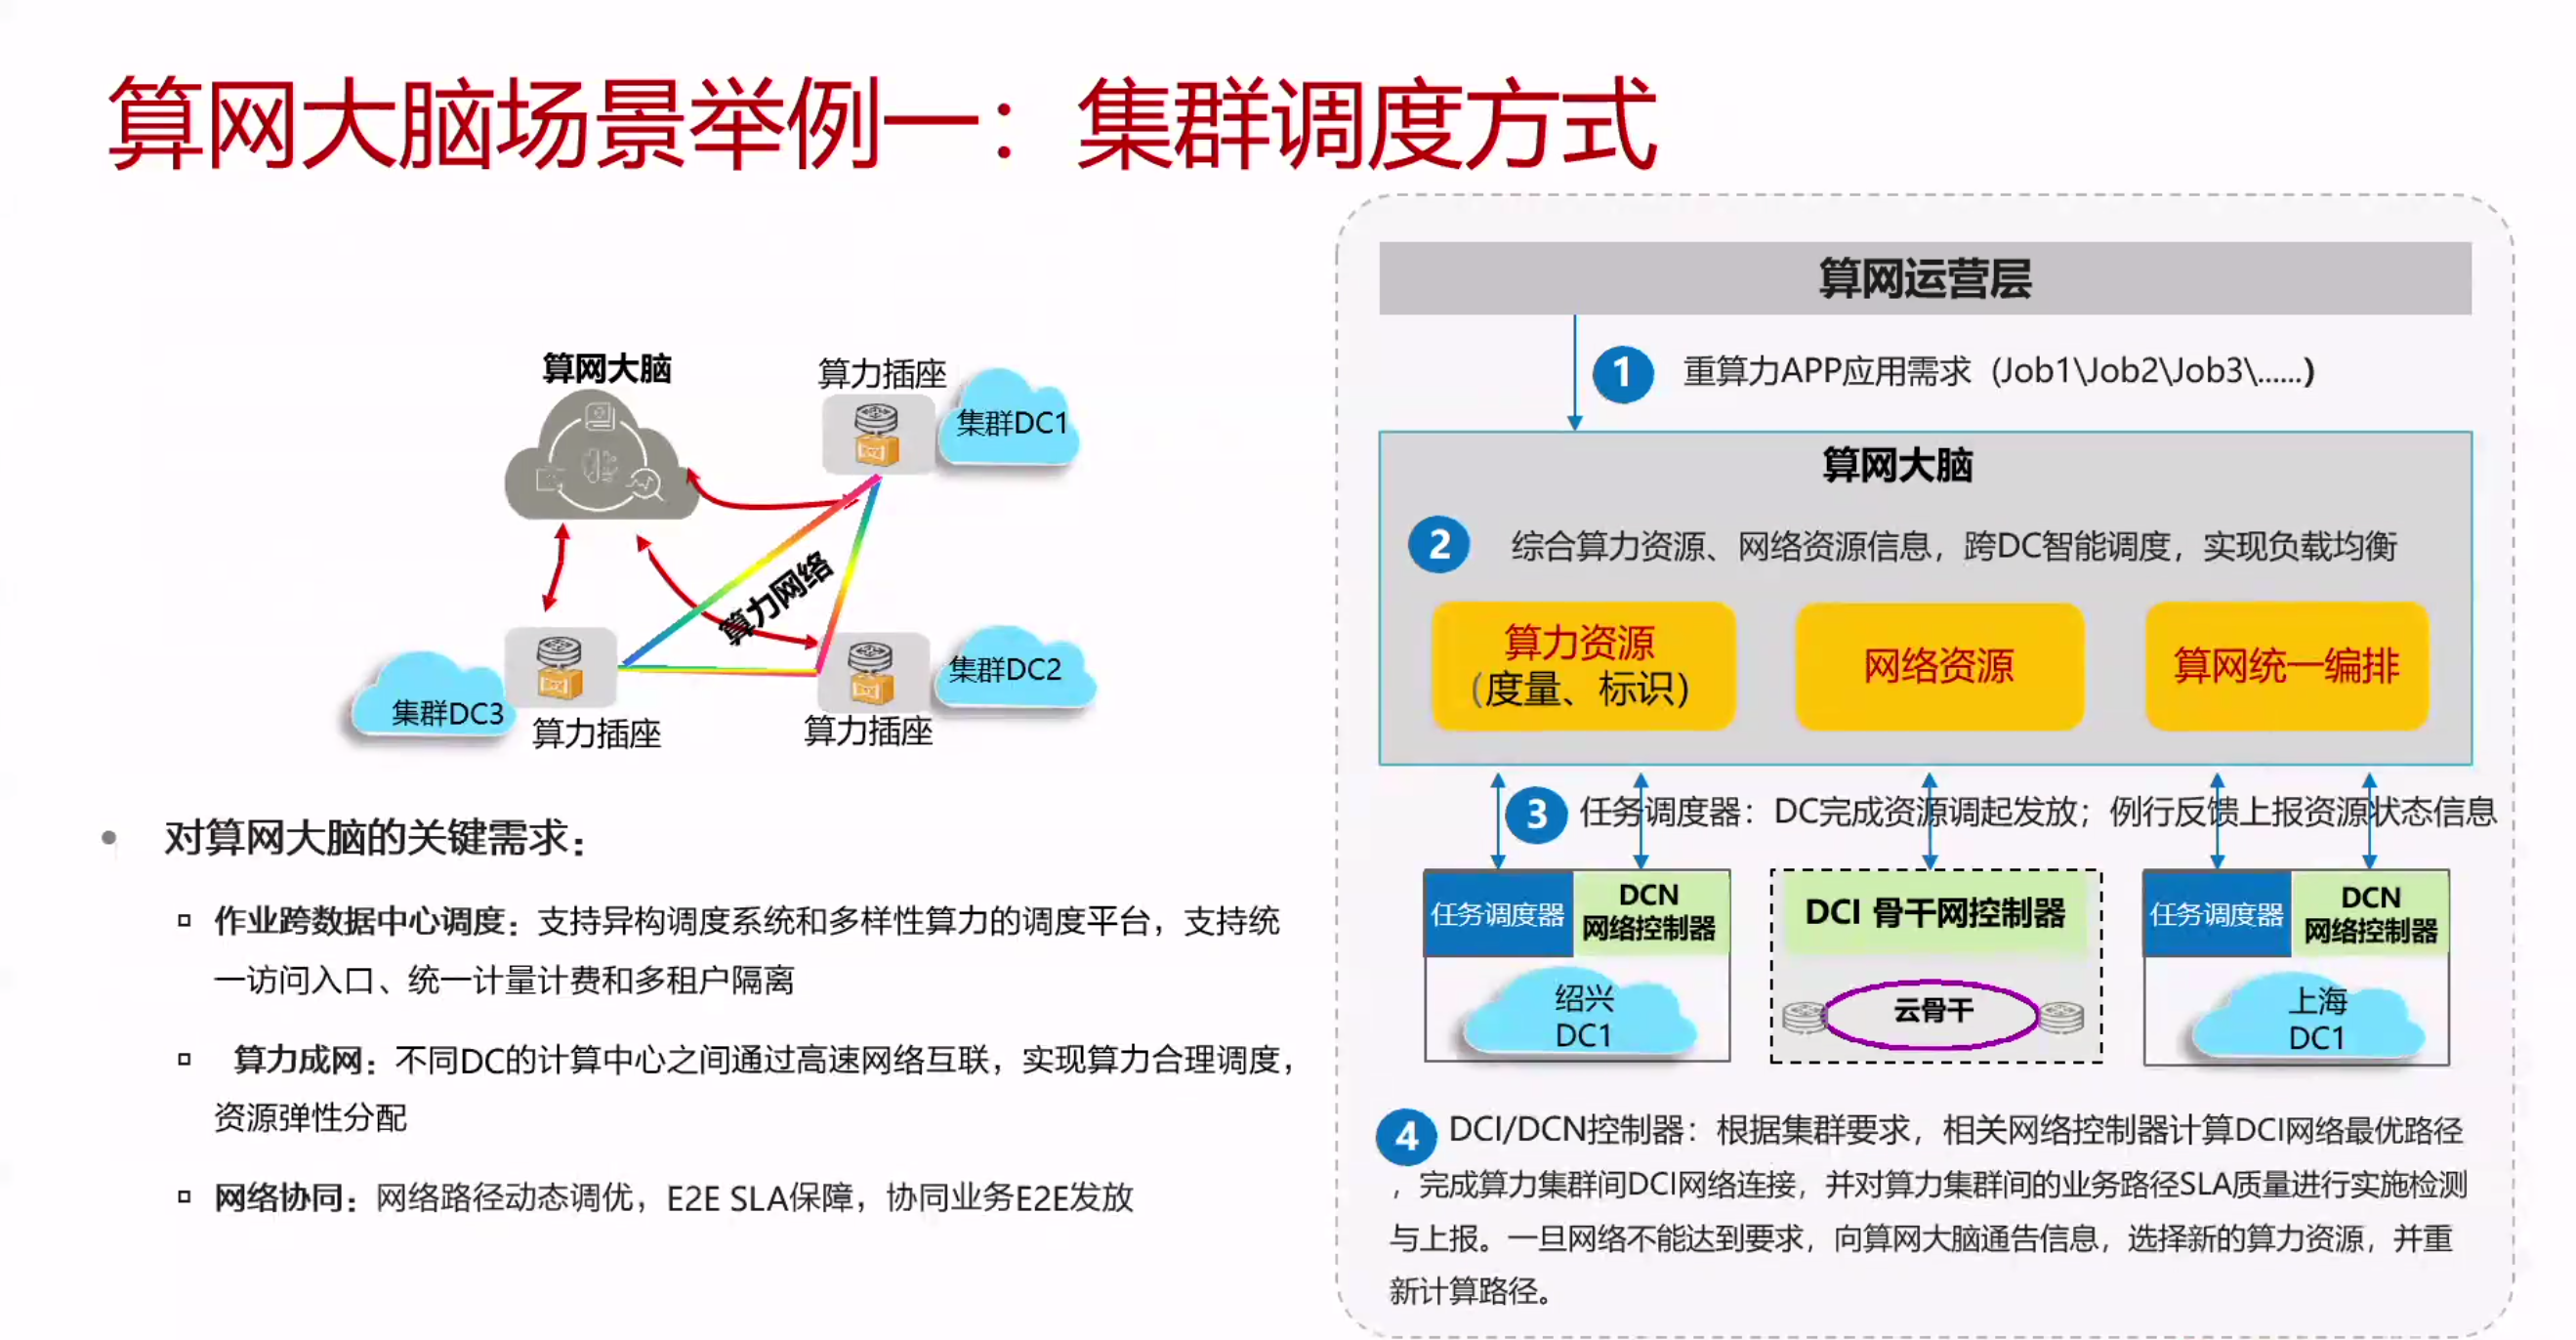 算网大脑场景举例一：集群调度方式
算网大脑
算力插座
集群DC1
算力网络
集群DC2
集群DC3
算力插座
算力插座
对算网大脑的关键需求：
作业跨数据中心调度：支持异构调度系统和多样性算力的调度平台，支持统
一访问入口、统一计量计费和多租户隔离
算力成网：不同DC的计算中心之间通过高速网络互联，实现算力合理调度，
资源弹性分配
网络协同：网络路径动态调优，E2E SLA保障，协同业务E2E发放
算网运营层
1 重算力APP应用需求（Job1\Job2\Job3\......)
算网大脑
2 综合算力资源、网络资源信息，跨DC智能调度，实现负载均衡
算力资源
（度量、标识）
网络资源
算网统一编排
3 任务调度器：DC完成资源调起发放；例行反馈上报资源状态信息
任务调度器
DCN
网络控制器
绍兴
DC1
DCI 骨干网控制器
云骨干
任务调度器
DCN
网络控制器
上海
DC1
4 DCI/DCN控制器：根据集群要求，相关网络控制器计算DCI网络最优路径
，完成算力集群间DCI网络连接，并对算力集群间的业务路径SLA质量进行实施检测
与上报。一旦网络不能达到要求，向算网大脑通告信息，选择新的算力资源，并重
新计算路径。